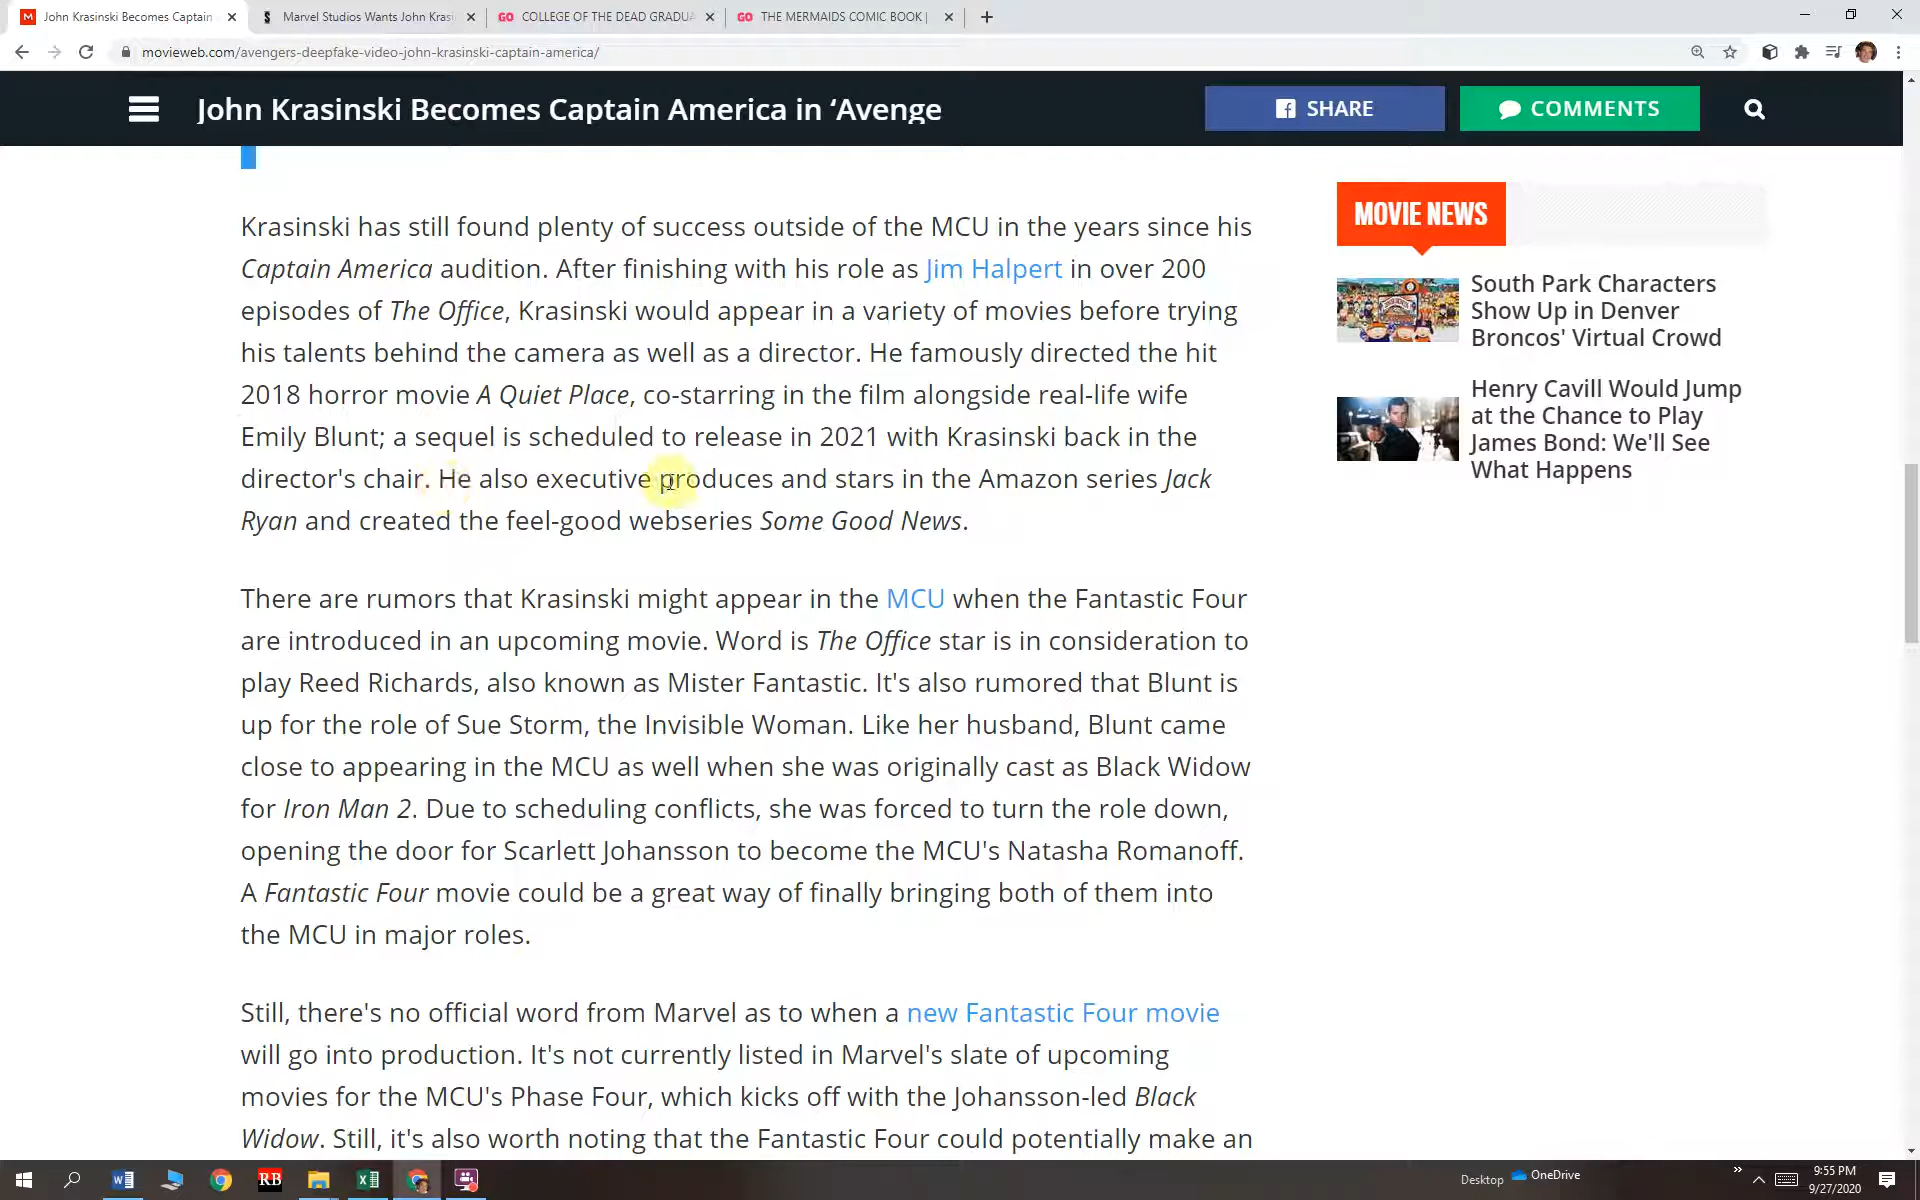 John Krasinski Becomes Captain
Marvel Studios Wants John Krasi
GO COLLEGE OF THE DEAD GRADUA
GO THE MERMAIDS COMIC BOOK |
movieweb.com/avengers-deepfake-video-john-krasinski-captain-america/
John Krasinski Becomes Captain America in ‘Avenge
SHARE
COMMENTS
Krasinski has still found plenty of success outside of the MCU in the years since his
Captain America audition. After finishing with his role as Jim Halpert in over 200
episodes of The Office, Krasinski would appear in a variety of movies before trying
his talents behind the camera as well as a director. He famously directed the hit
2018 horror movie A Quiet Place, co-starring in the film alongside real-life wife
Emily Blunt; a sequel is scheduled to release in 2021 with Krasinski back in the
director's chair. He also executive produces and stars in the Amazon series Jack
Ryan and created the feel-good webseries Some Good News.
There are rumors that Krasinski might appear in the MCU when the Fantastic Four
are introduced in an upcoming movie. Word is The Office star is in consideration to
play Reed Richards, also known as Mister Fantastic. It's also rumored that Blunt is
up for the role of Sue Storm, the Invisible Woman. Like her husband, Blunt came
close to appearing in the MCU as well when she was originally cast as Black Widow
for Iron Man 2. Due to scheduling conflicts, she was forced to turn the role down,
opening the door for Scarlett Johansson to become the MCU's Natasha Romanoff.
A Fantastic Four movie could be a great way of finally bringing both of them into
the MCU in major roles.
Still, there's no official word from Marvel as to when a new Fantastic Four movie
will go into production. It's not currently listed in Marvel's slate of upcoming
movies for the MCU's Phase Four, which kicks off with the Johansson-led Black
Widow. Still, it's also worth noting that the Fantastic Four could potentially make an
MOVIE NEWS
South Park Characters
Show Up in Denver
Broncos' Virtual Crowd
Henry Cavill Would Jump
at the Chance to Play
James Bond: We'll See
What Happens
RB
Desktop
OneDrive
9:55 PM
9/27/2020